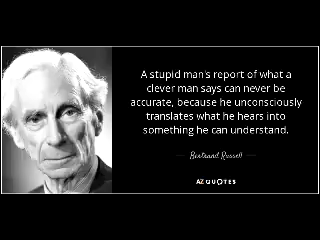 A stupid man's report of what a
clever man says can never be
accurate, because he unconsciously
translates what he hears into
something he can understand.
Bertrand Russell
AZ QUOTES